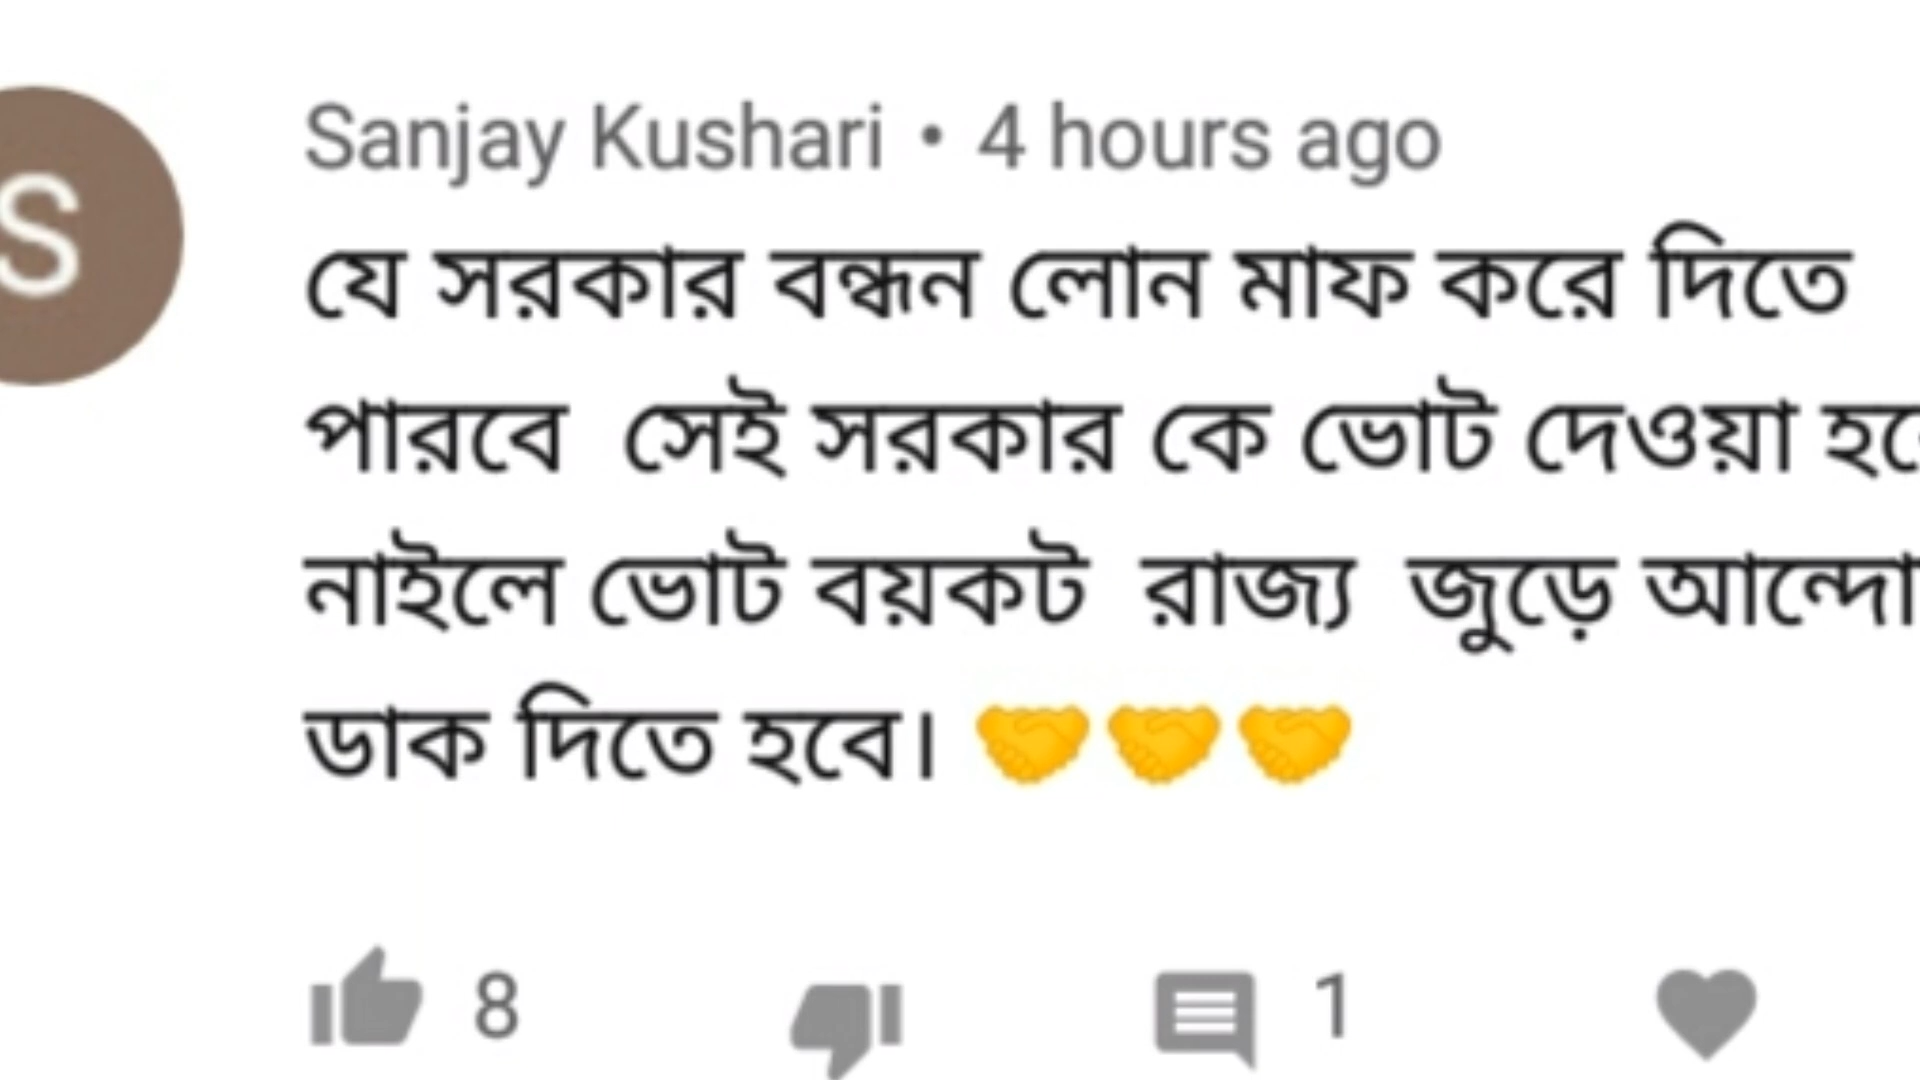 S
Sanjay Kushari • 4 hours ago
যে সরকার বন্ধন লোন মাফ করে দিতে
পারবে  সেই সরকার কে ভোট দেওয়া
নাইলে ভোট বয়কট  রাজ্য  জুড়ে
ডাক দিতে হবে। 🤝🤝🤝
8 1